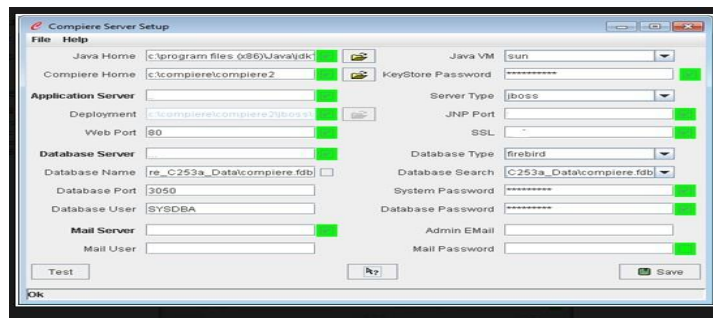 Compiere Server Setup
File Help
Java Home c:\program files (x86)\Java\jdk Java VM sun
Compiere Home c:\compiere\compiere2 KeyStore Password **********
Application Server Server Type jboss
Deployment c:\compiere\compiere2\jboss JNP Port
Web Port 80 SSL
Database Server Database Type firebird
Database Name re_C253a_Data\compiere.fdb Database Search C253a_Data\compiere.fdb
Database Port 3050 System Password *********
Database User SYSDBA Database Password *********
Mail Server Admin EMail
Mail User Mail Password
Test Save
Ok